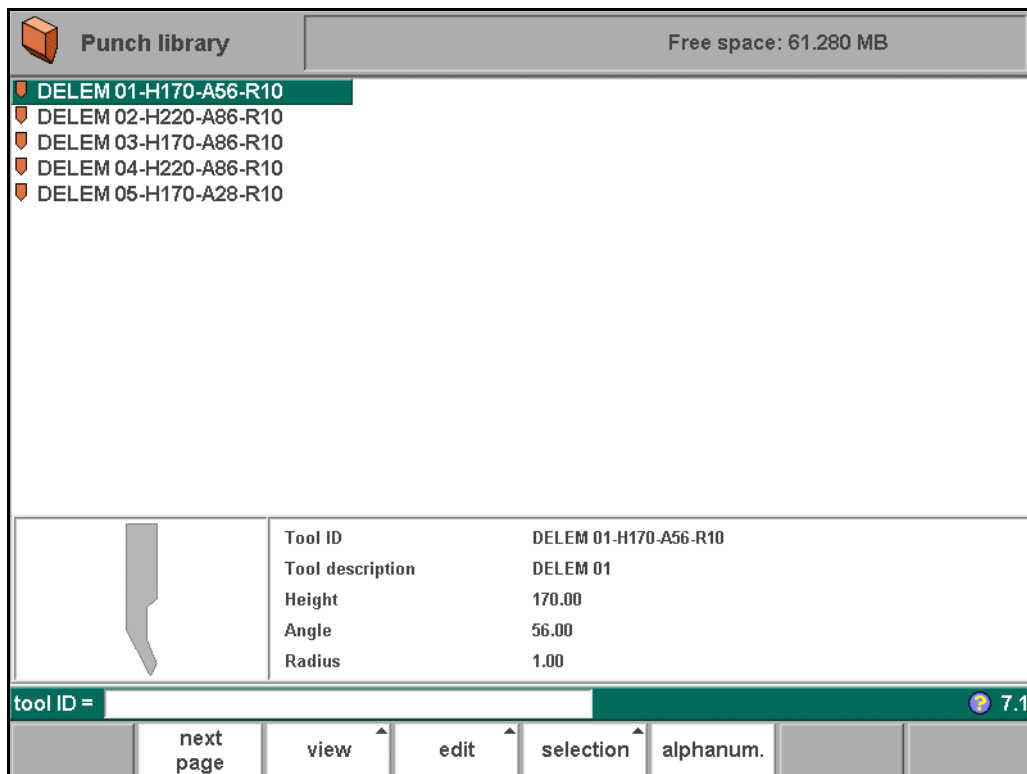 Punch library
Free space: 61.280 MB
DELEM 01-H170-A56-R10
DELEM 02-H220-A86-R10
DELEM 03-H170-A86-R10
DELEM 04-H220-A86-R10
DELEM 05-H170-A28-R10
Tool ID DELEM 01-H170-A56-R10
Tool description DELEM 01
Height 170.00
Angle 56.00
Radius 1.00
tool ID = ? 7.1
next page view edit selection alphanum.